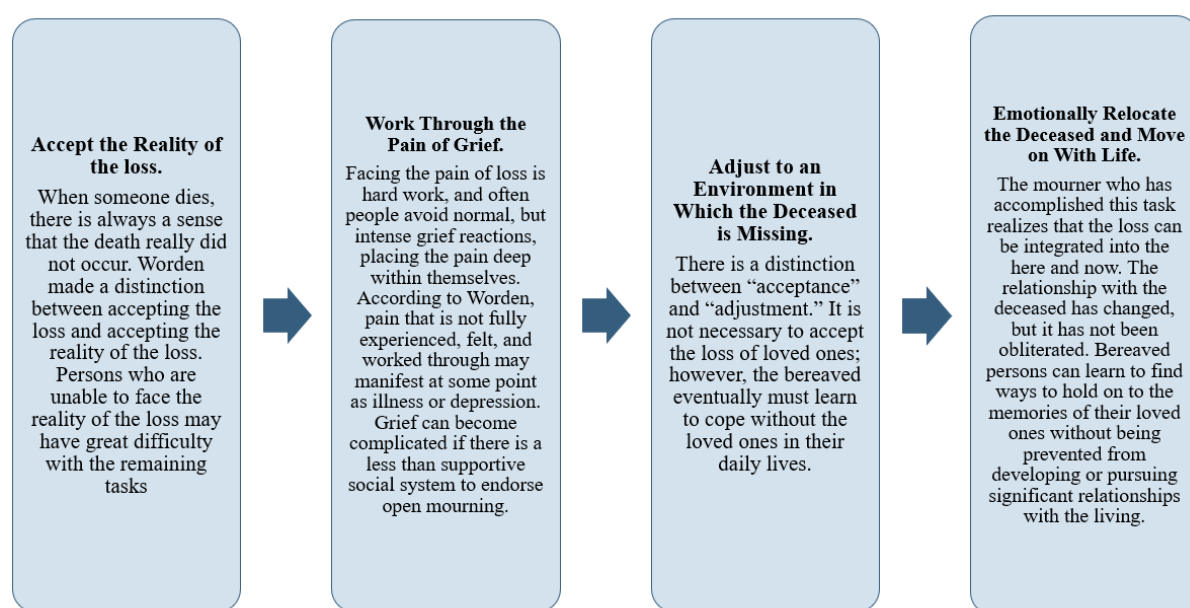 Accept the Reality of
the loss.
When someone dies,
there is always a sense
that the death really did
not occur. Worden
made a distinction
between accepting the
loss and accepting the
reality of the loss.
Persons who are
unable to face the
reality of the loss may
have great difficulty
with the remaining
tasks
Work Through the
Pain of Grief.
Facing the pain of loss is
hard work, and often
people avoid normal, but
intense grief reactions,
placing the pain deep
within themselves.
According to Worden,
pain that is not fully
experienced, felt, and
worked through may
manifest at some point
as illness or depression.
Grief can become
complicated if there is a
less than supportive
social system to endorse
open mourning.
Adjust to an
Environment in
Which the Deceased
is Missing.
There is a distinction
between “acceptance”
and “adjustment.” It is
not necessary to accept
the loss of loved ones;
however, the bereaved
eventually must learn
to cope without the
loved ones in their
daily lives.
Emotionally Relocate
the Deceased and Move
on With Life.
The mourner who has
accomplished this task
realizes that the loss can
be integrated into the
here and now. The
relationship with the
deceased has changed,
but it has not been
obliterated. Bereaved
persons can learn to find
ways to hold on to the
memories of their loved
ones without being
prevented from
developing or pursuing
significant relationships
with the living.